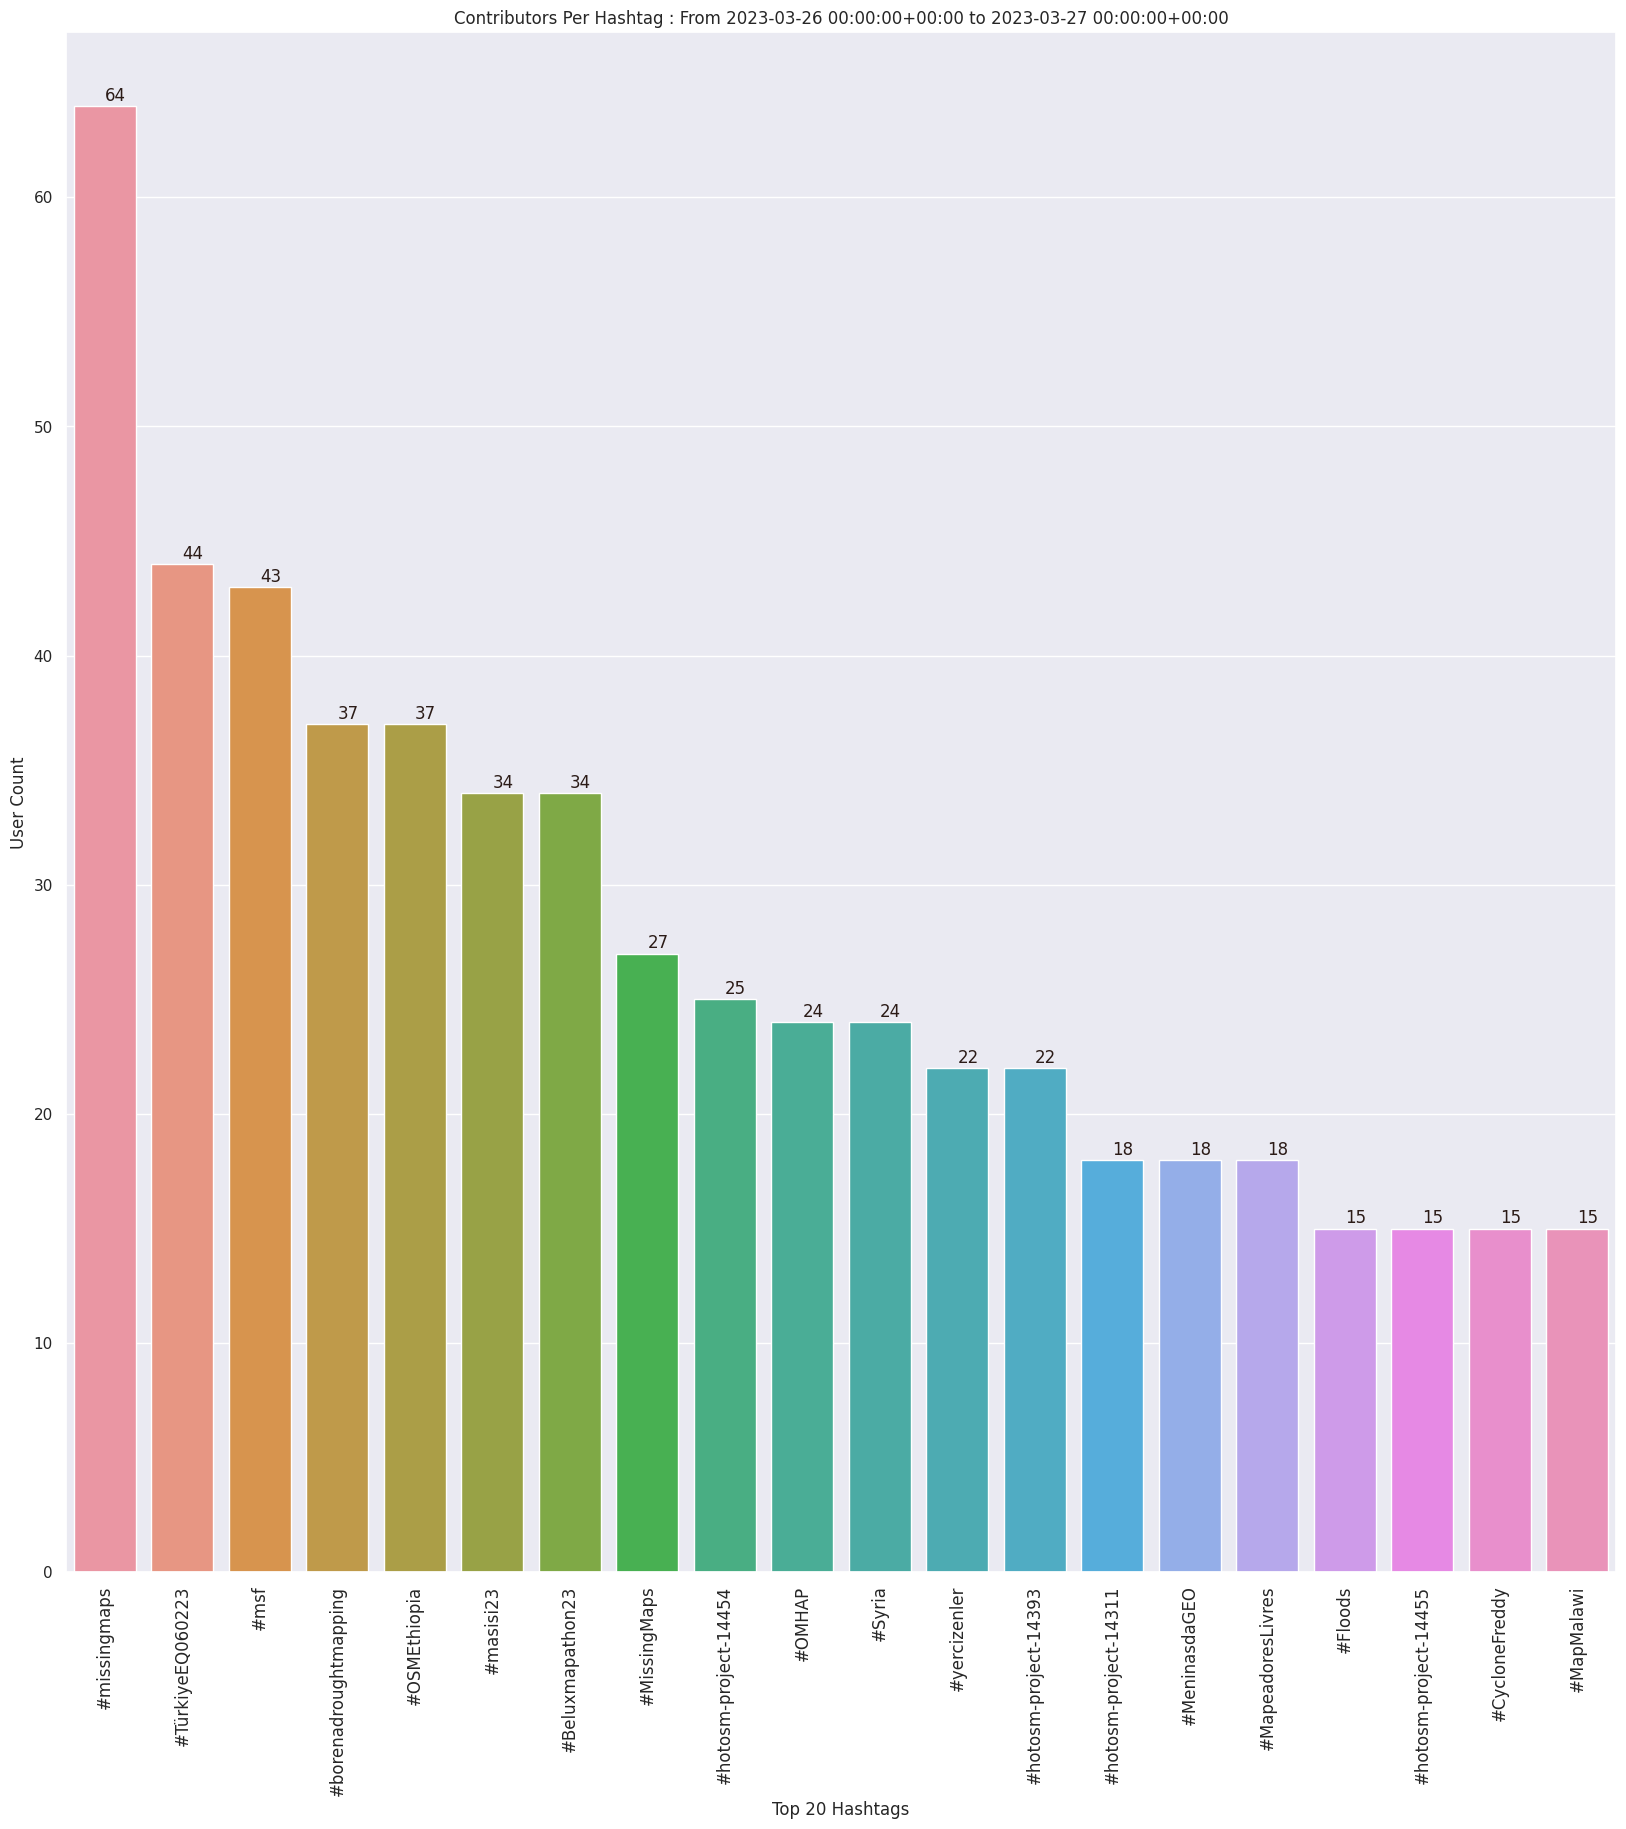 Contributors Per Hashtag : From 2023-03-26 00:00:00+00:00 to 2023-03-27 00:00:00+00:00
User Count
60
50
40
30
20
10
0
64
44
43
37
37
34
34
27
25
24
24
22
22
18
18
18
15
15
15
15
#missingmaps
#TürkiyeEQ060223
#msf
#borenadroughtmapping
#OSMEthiopia
#masisi23
#Beluxmapathon23
#MissingMaps
#hotosm-project-14454
#OMHAP
#Syria
#yercizenler
#hotosm-project-14393
#hotosm-project-14311
#MeninasdaGEO
#MapeadoresLivres
#Floods
#hotosm-project-14455
#CycloneFreddy
#MapMalawi
Top 20 Hashtags